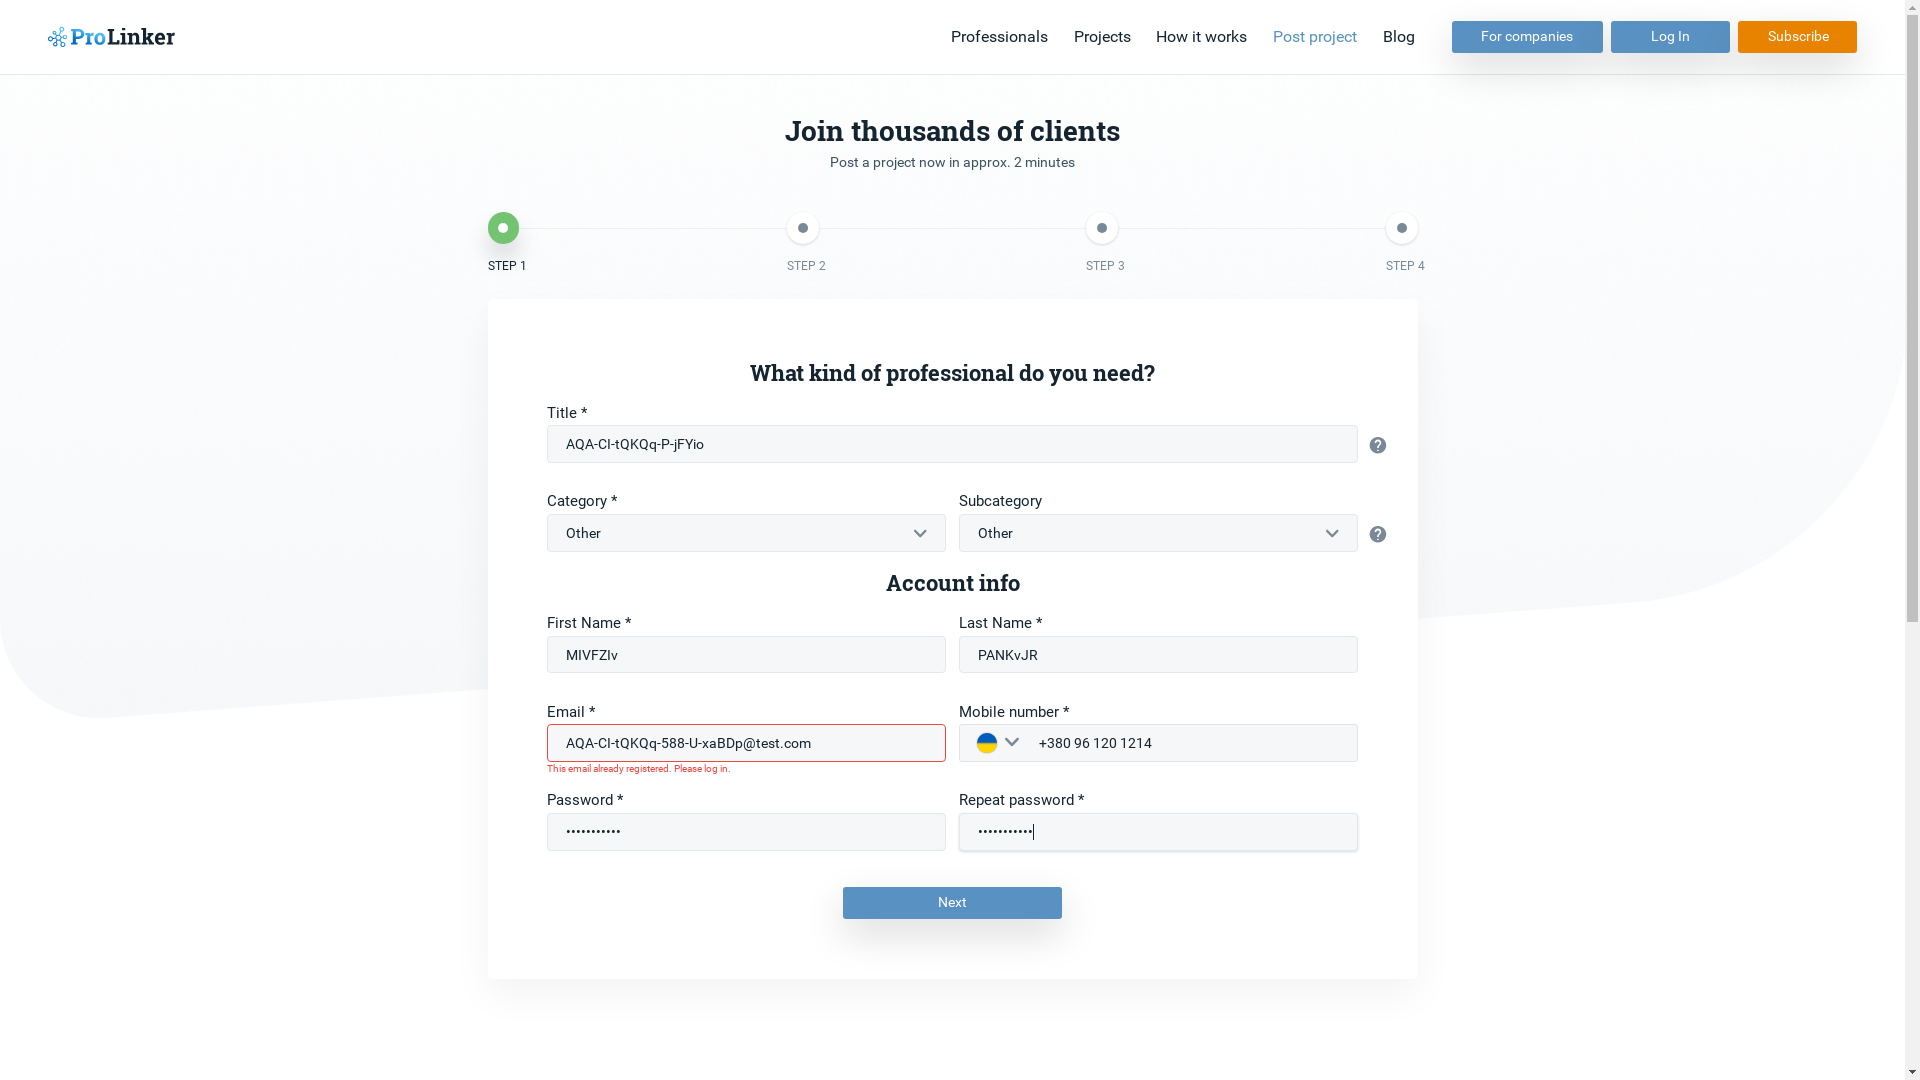 ProLinker
Professionals Projects How it works Post project Blog For companies Log In Subscribe
Join thousands of clients
Post a project now in approx. 2 minutes
STEP 1 STEP 2 STEP 3 STEP 4
What kind of professional do you need?
Title *
AQA-CI-tQKQq-P-jFYio
Category * Subcategory
Other Other
Account info
First Name * Last Name *
MIVFZIv PANKvJR
Email * Mobile number *
AQA-CI-tQKQq-588-U-xaBDp@test.com +380 96 120 1214
This email already registered. Please log in.
Password * Repeat password *
••••••••••• •••••••••••
Next